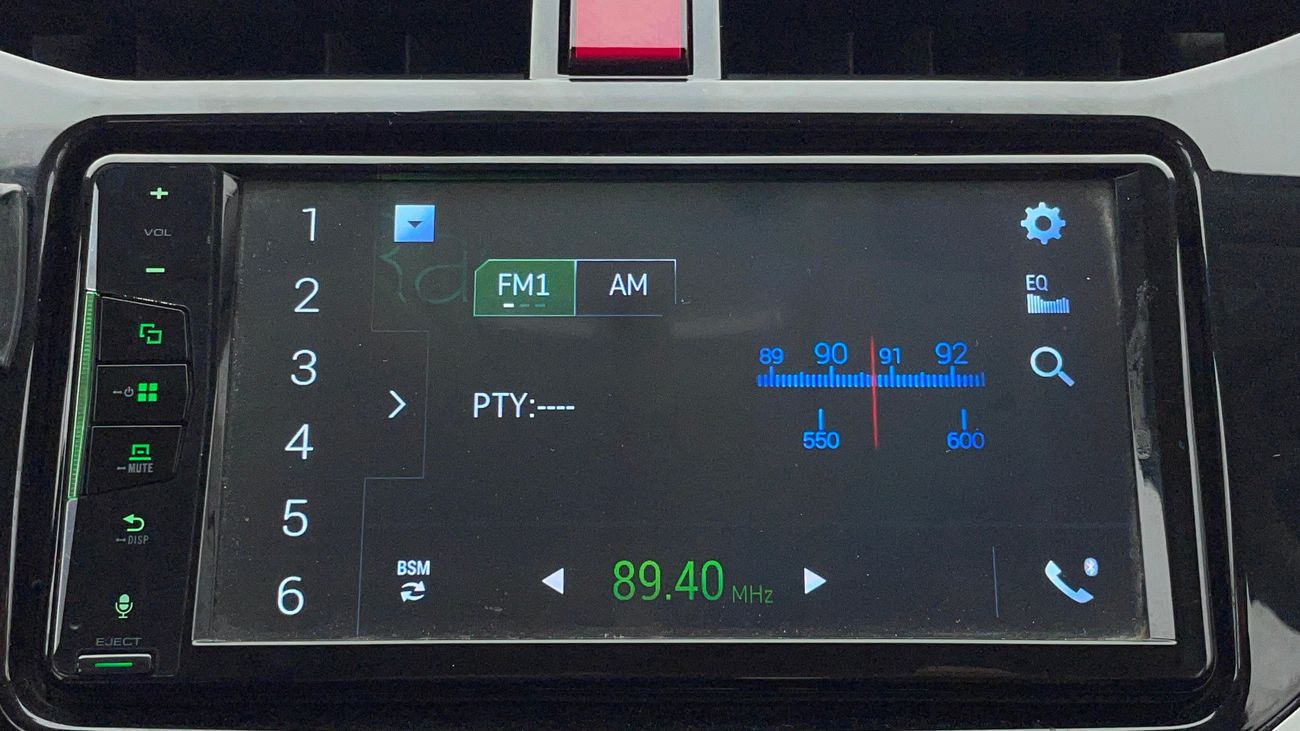 VOL
MUTE
DISP
EJECT
1
2
3
4
5
6
FM1 AM
EQ
89 90 91 92
550 600
PTY:----
BSM
89.40 MHz